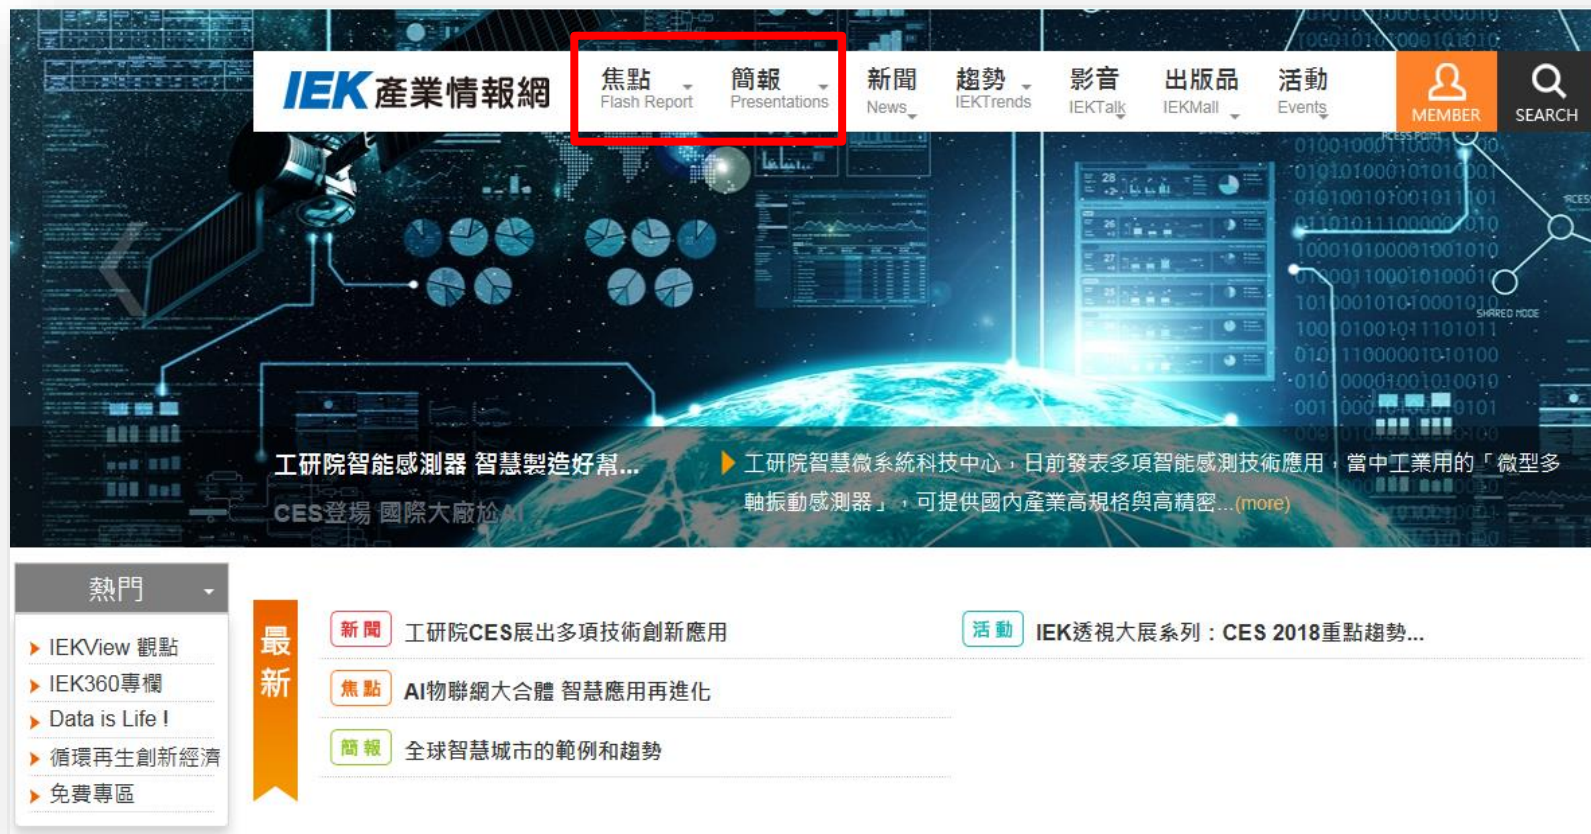 IEK產業情報網
焦點
Flash Report
簡報
Presentations
新聞
News
趨勢
IEKTrends
影音
IEKTalk
出版品
IEKMall
活動
Events
MEMBER
SEARCH
工研院智能感測器 智慧製造好幫...
CES登場 國際大廠尬AI
工研院智慧微系統科技中心，日前發表多項智能感測技術應用，當中工業用的「微型多
軸振動感測器」，可提供國內產業高規格與高精密...(more)
SHARED NODE
28
26
27
25
熱門
IEKView 觀點
IEK360專欄
Data is Life !
循環再生創新經濟
免費專區
最新
新聞 工研院CES展出多項技術創新應用
焦點 AI物聯網大合體 智慧應用再進化
簡報 全球智慧城市的範例和趨勢
活動 IEK透視大展系列：CES 2018重點趨勢...